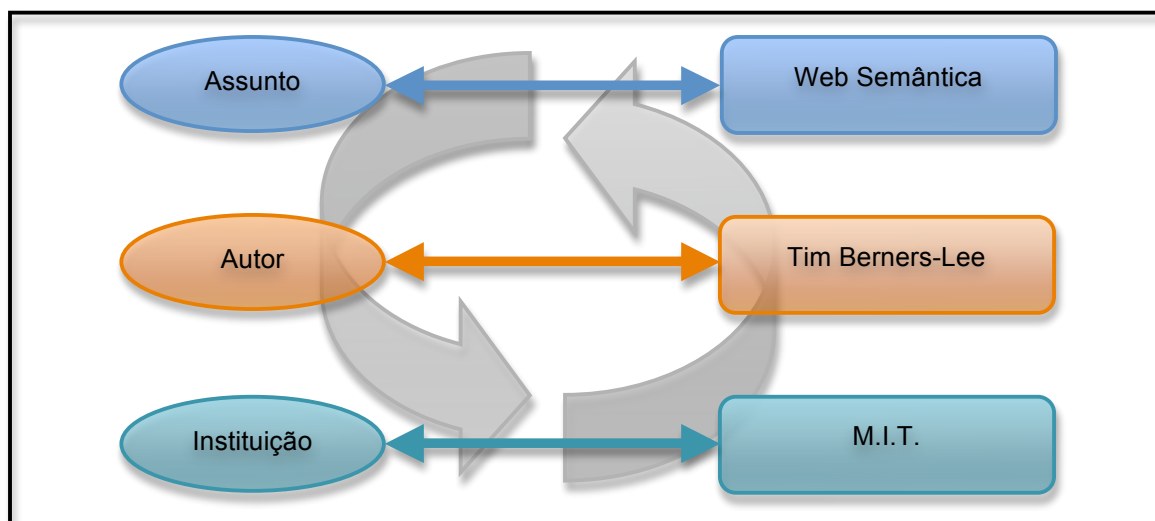 Assunto
Web Semântica
Autor
Tim Berners-Lee
Instituição
M.I.T.